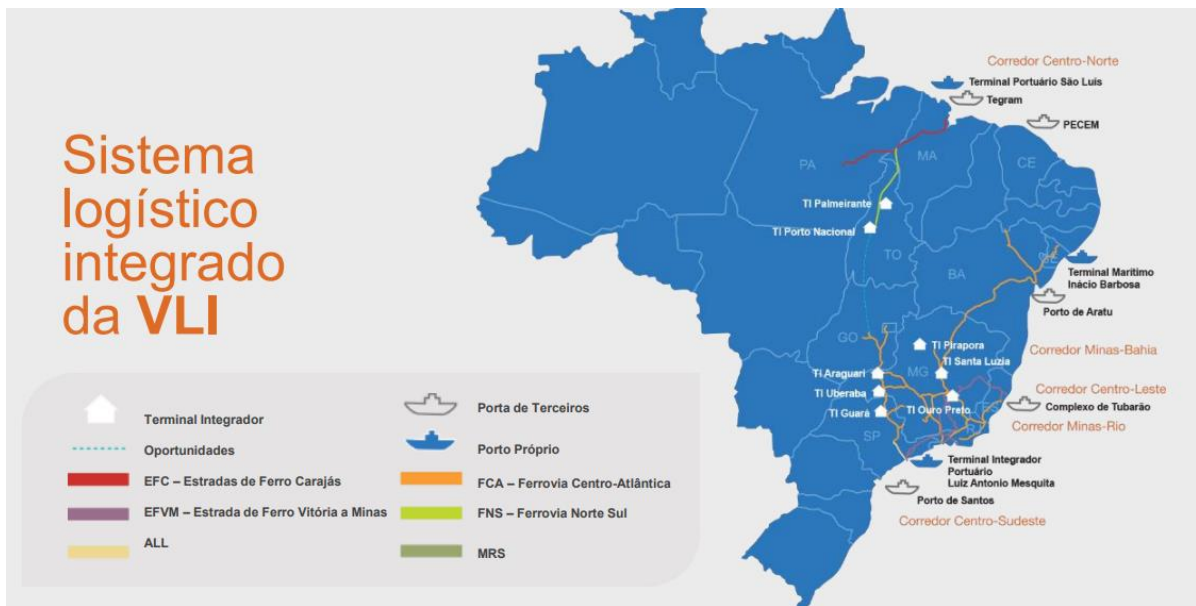 Sistema
logístico
integrado
da VLI
Corredor Centro-Norte
Terminal Portuário São Luís
Tegram
PECEM
PA
MA
CE
TI Palmeirante
TI Porto Nacional
TO
BA
SE
Terminal Marítimo
Inácio Barbosa
Porto de Aratu
GO
TI Pirapora
TI Santa Luzia
Corredor Minas-Bahia
TI Araguari
MG
TI Uberaba
Corredor Centro-Leste
TI Guará
TI Ouro Preto
ES
Complexo de Tubarão
Corredor Minas-Rio
RJ
SP
Terminal Integrador
Portuário
Luiz Antonio Mesquita
Porto de Santos
Corredor Centro-Sudeste
Terminal Integrador
Oportunidades
EFC – Estradas de Ferro Carajás
EFVM – Estrada de Ferro Vitória a Minas
ALL
Porta de Terceiros
Porto Próprio
FCA – Ferrovia Centro-Atlântica
FNS – Ferrovia Norte Sul
MRS